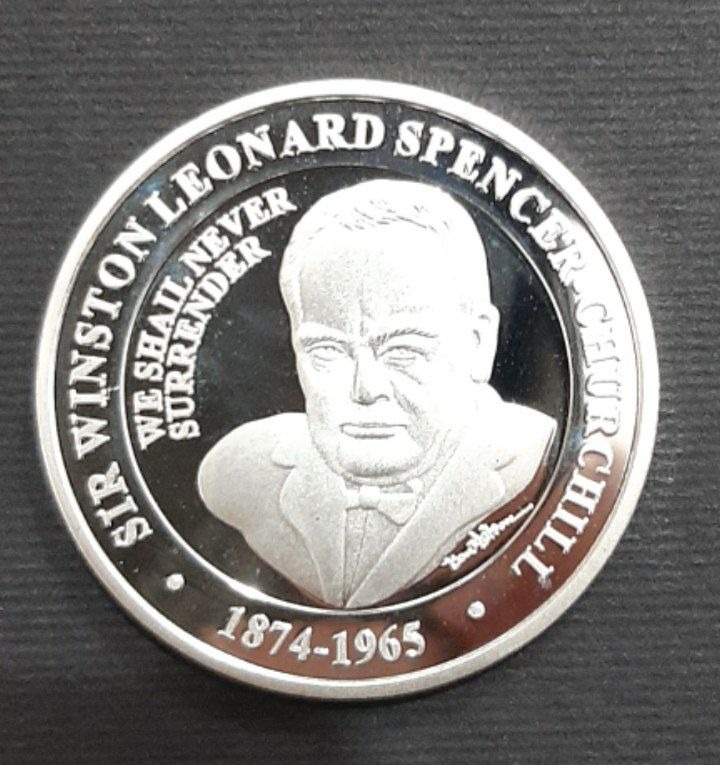 SIR WINSTON LEONARD SPENCER-CHURCHILL
WE SHALL NEVER
SURRENDER
1874-1965